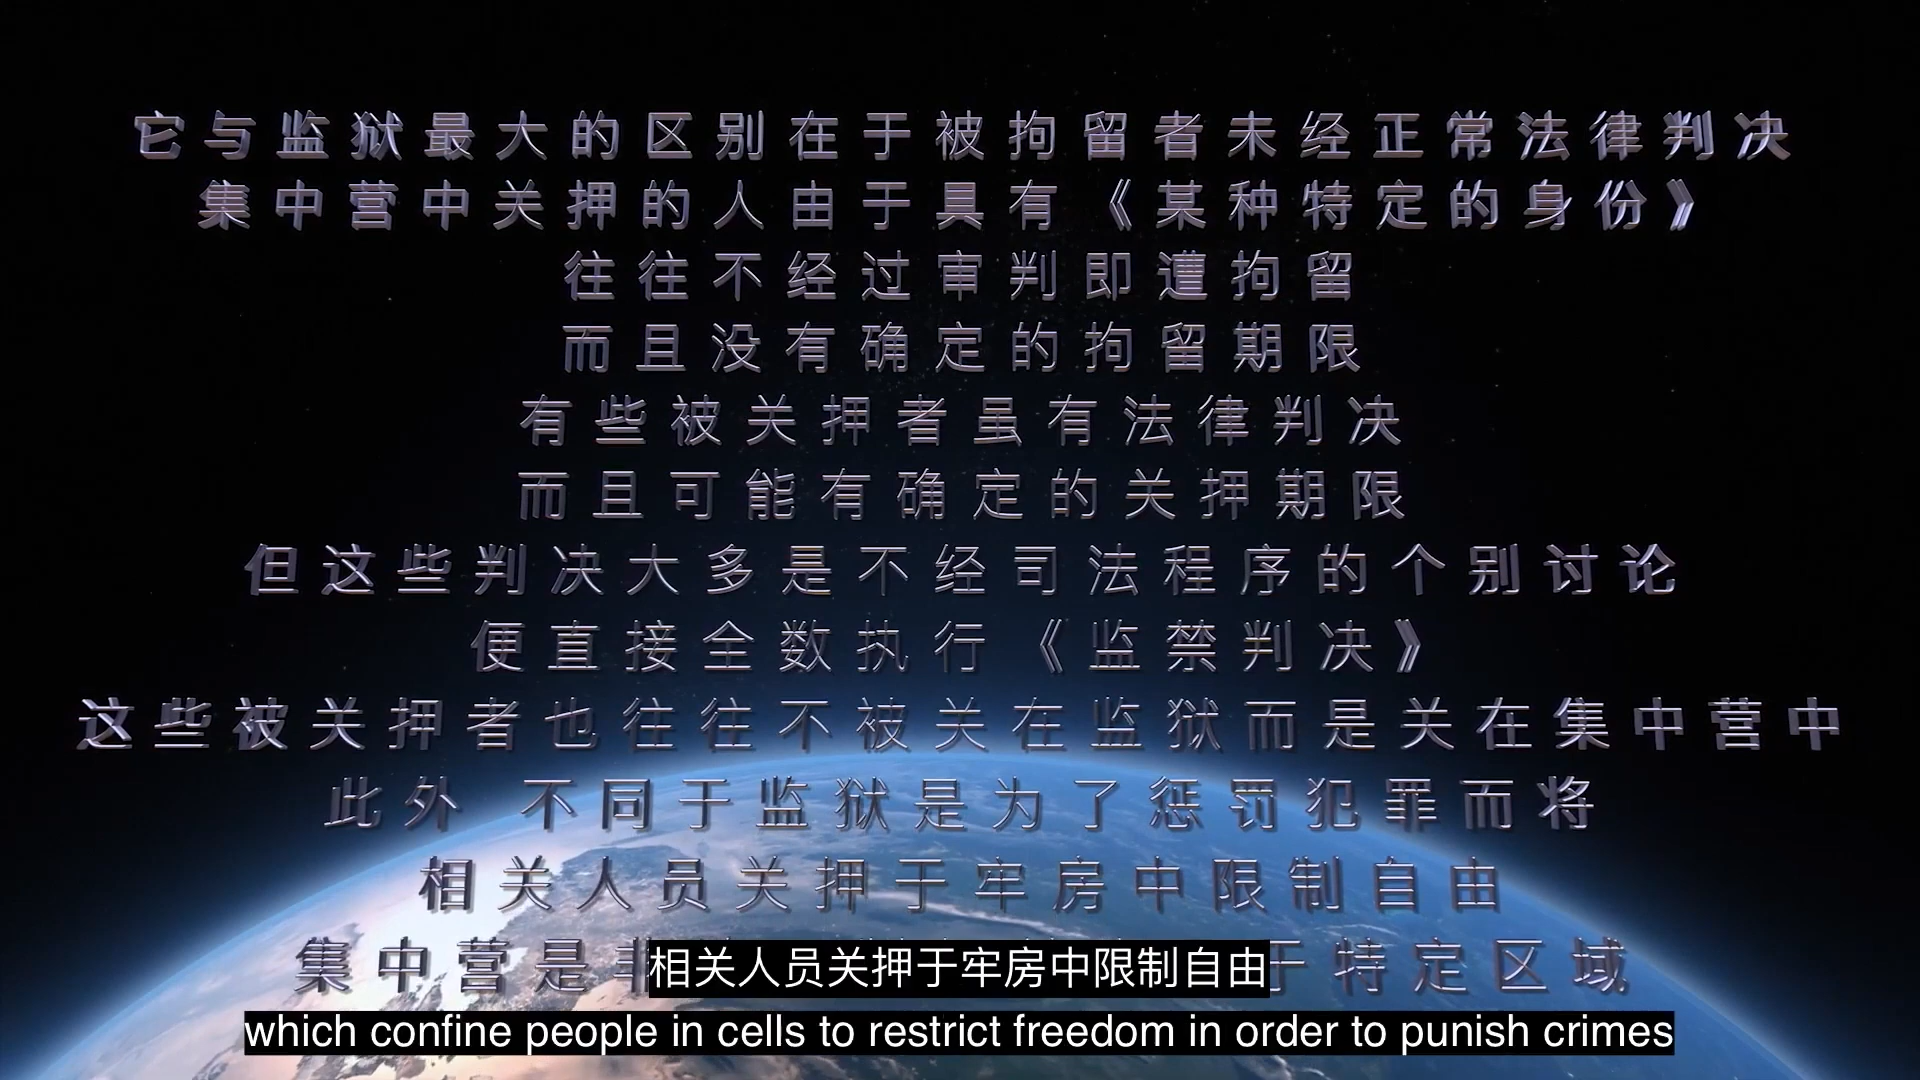 它与监狱最大的区别在于被拘留者未经正常法律判决
集中营中关押的人由于具有《某种特定的身份》
往往不经过审判即遭拘留
而且没有确定的拘留期限
有些被关押者虽有法律判决
而且可能有确定的关押期限
但这些判决大多是不经司法程序的个别讨论
便直接全数执行《监禁判决》
这些被关押者也往往不被关在监狱而是关在集中营中
此外 不同于监狱是为了惩罚犯罪而将
相关人员关押于牢房中限制自由
集中营是 于特定区域
相关人员关押于牢房中限制自由
which confine people in cells to restrict freedom in order to punish crimes